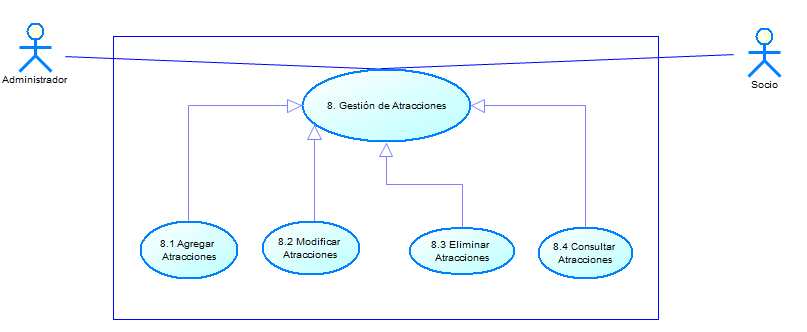 Administrador
Socio
8. Gestión de Atracciones
8.1 Agregar
Atracciones
8.2 Modificar
Atracciones
8.3 Eliminar
Atracciones
8.4 Consultar
Atracciones